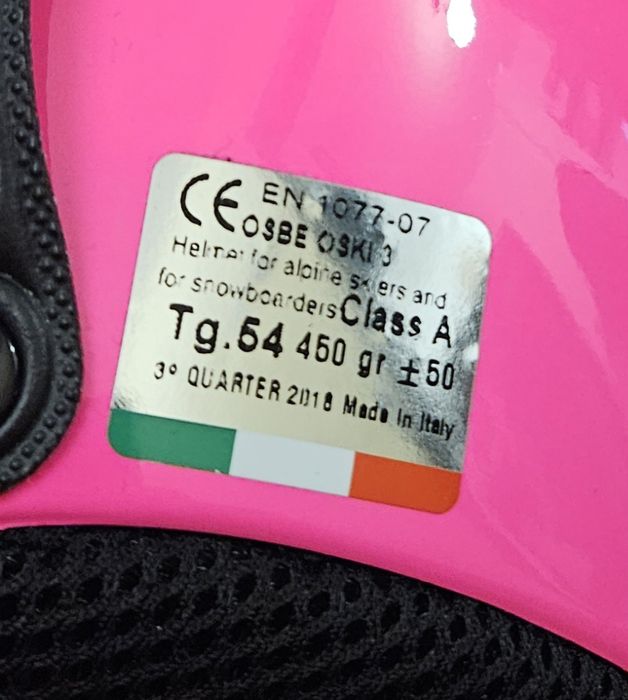 CE EN 1077-07
OSBE OSKI 3
Helmet for alpine skiers and
for snowboarders Class A
Tg.54 450 gr ±50
3° QUARTER 2018 Made In Italy